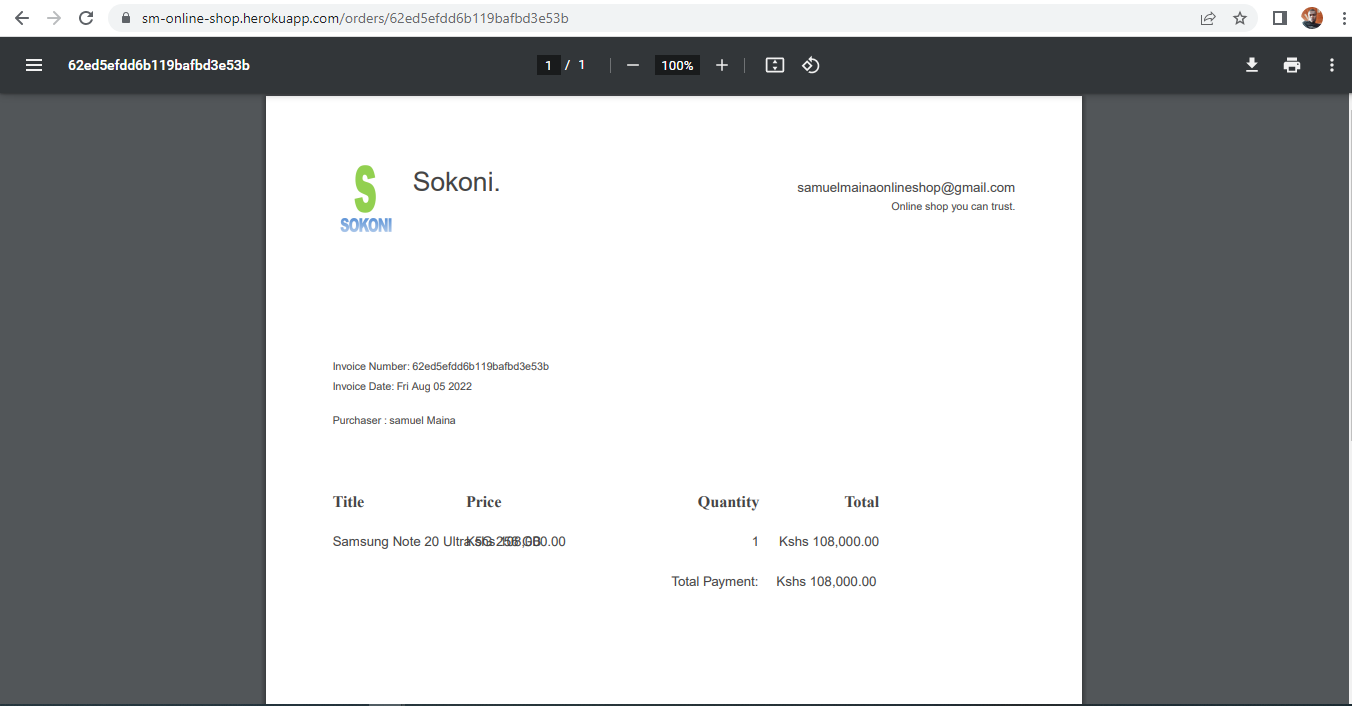 sm-online-shop.herokuapp.com/orders/62ed5efdd6b119bafbd3e53b
62ed5efdd6b119bafbd3e53b
1 / 1
100%
S
SOKONI
Sokoni.
samuelmainaonlineshop@gmail.com
Online shop you can trust.
Invoice Number: 62ed5efdd6b119bafbd3e53b
Invoice Date: Fri Aug 05 2022
Purchaser : samuel Maina
Title Price Quantity Total
Samsung Note 20 Ultra 5G 256 GB Kshs 108,000.00 1 Kshs 108,000.00
Total Payment: Kshs 108,000.00